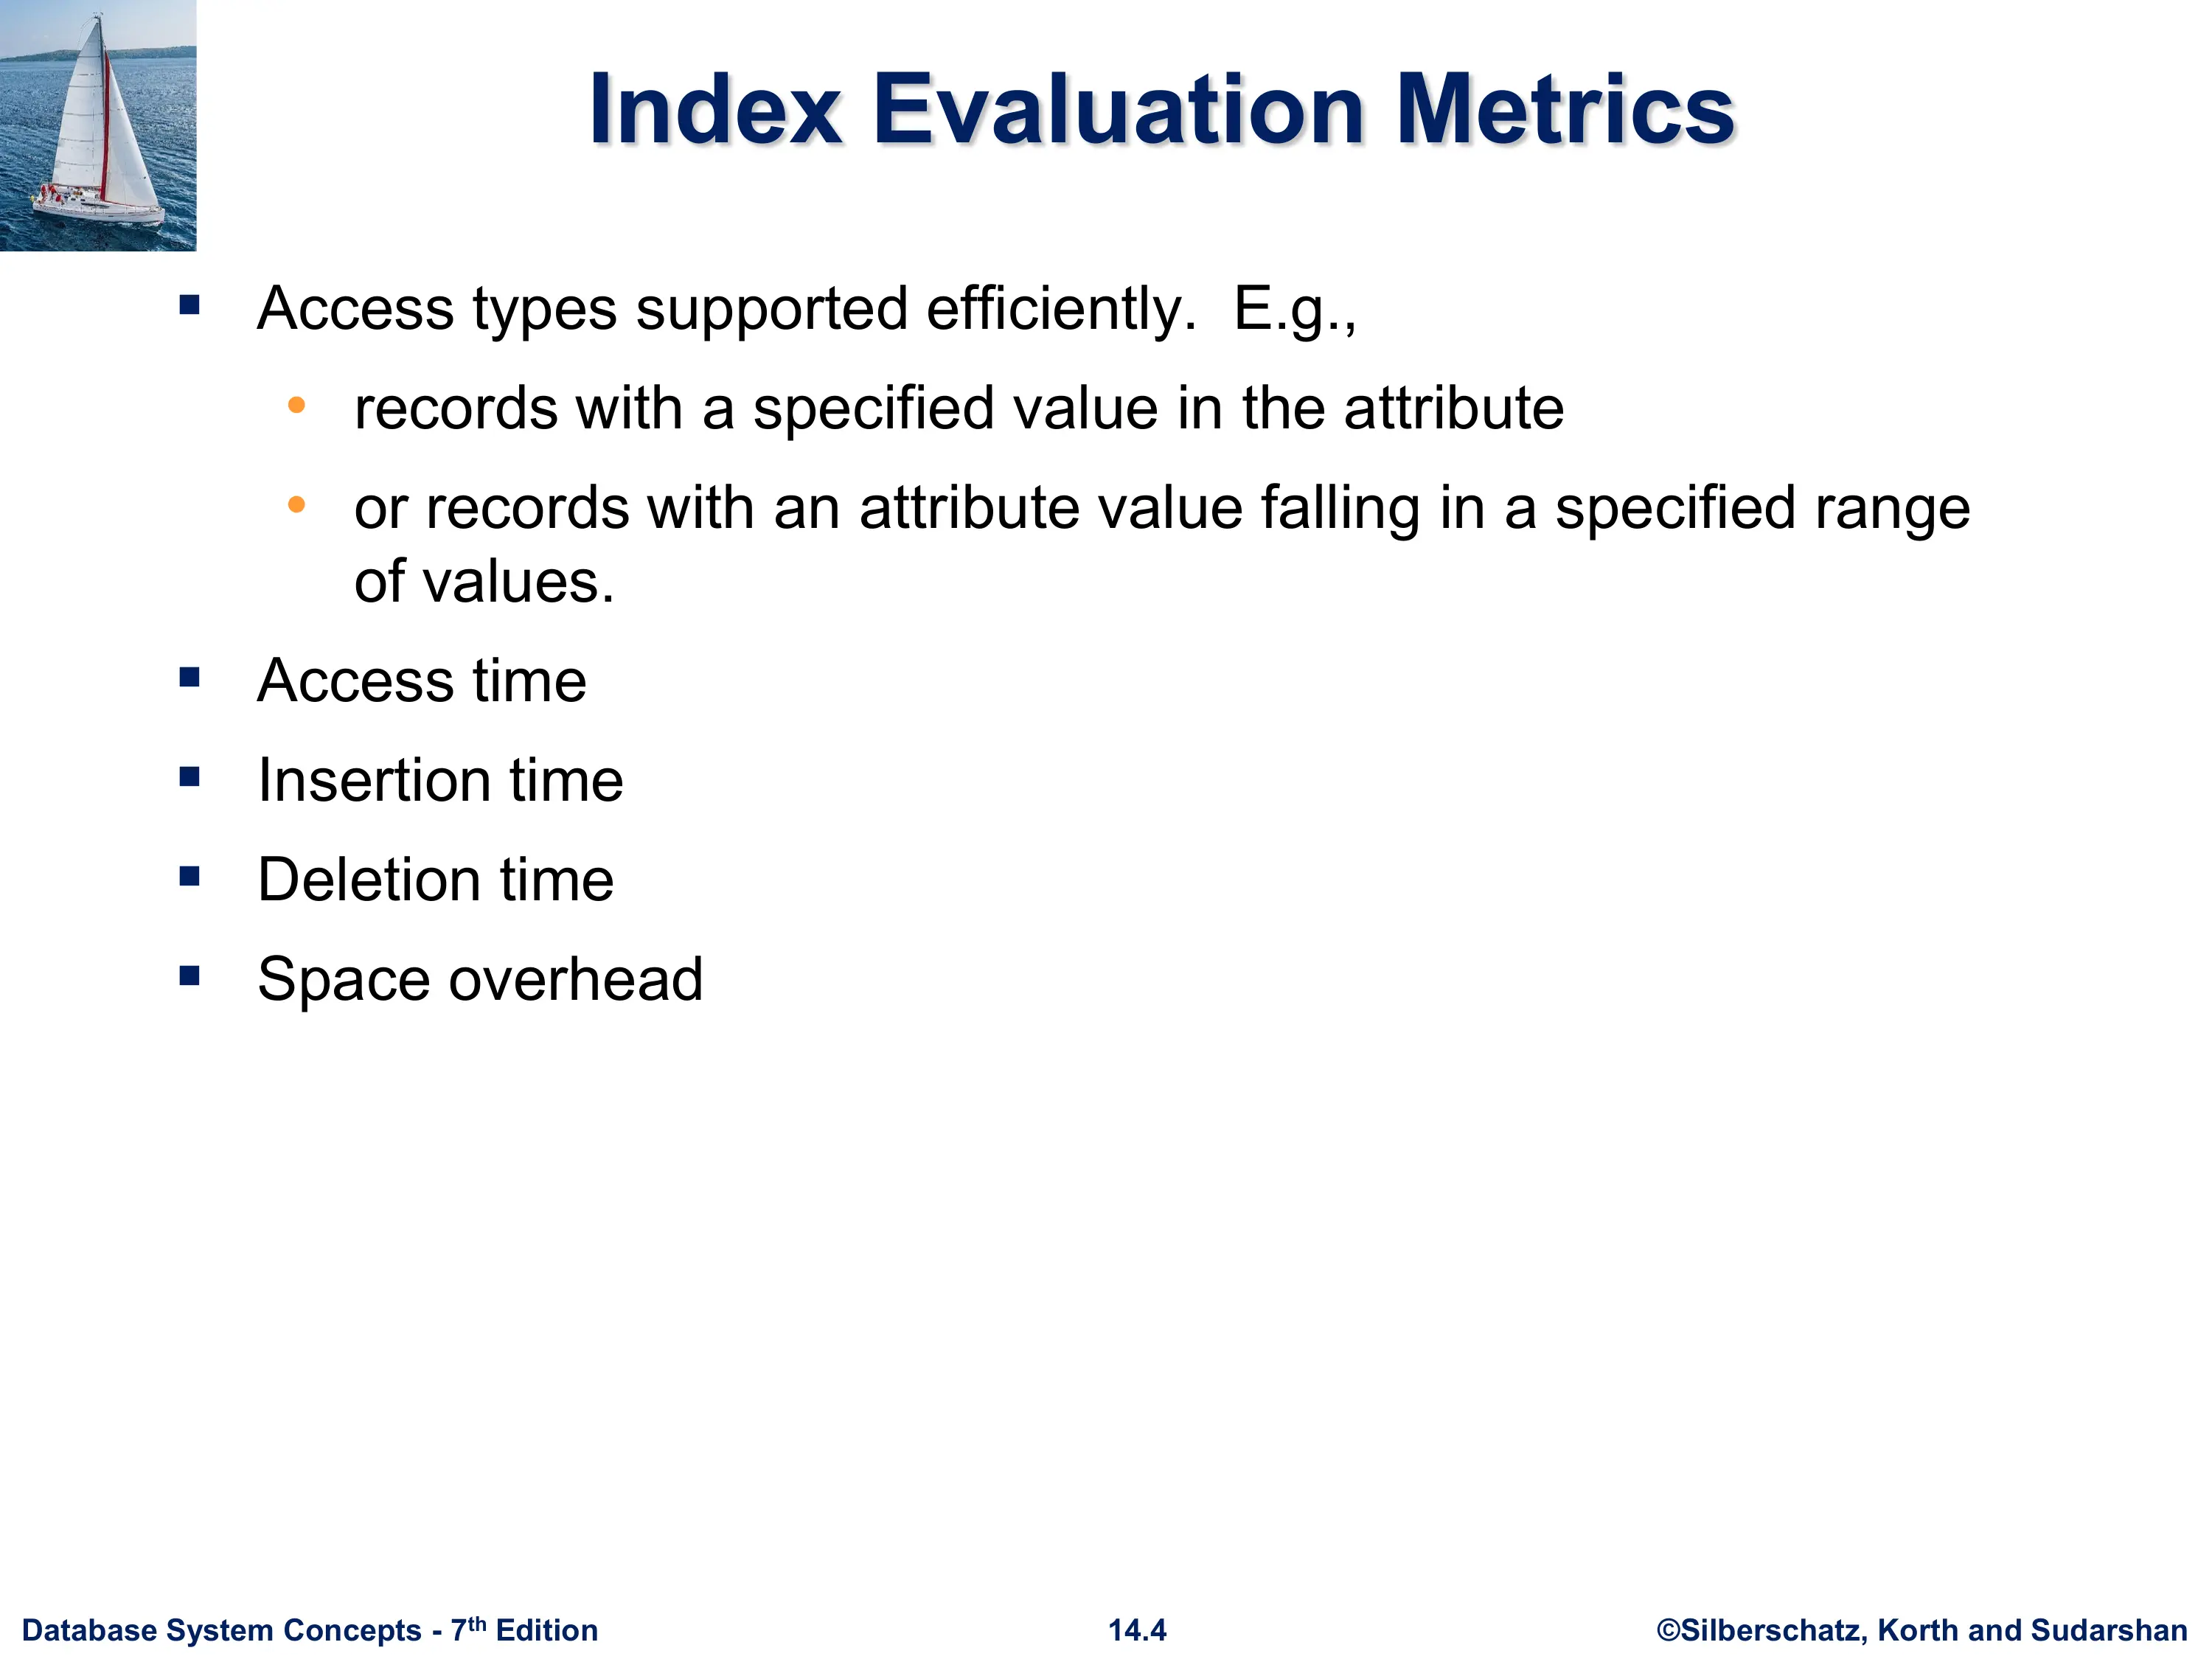 Index Evaluation Metrics
▪ Access types supported efficiently.  E.g.,
• records with a specified value in the attribute
• or records with an attribute value falling in a specified range
of values.
▪ Access time
▪ Insertion time
▪ Deletion time
▪ Space overhead
Database System Concepts - 7th Edition
14.4
©Silberschatz, Korth and Sudarshan